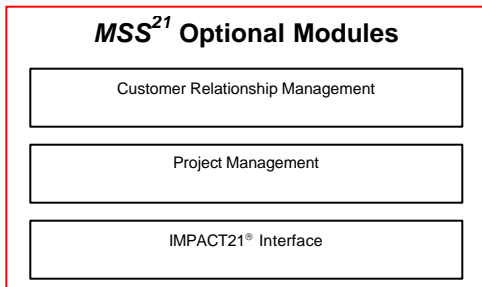 MSS²¹ Optional Modules
Customer Relationship Management
Project Management
IMPACT21® Interface